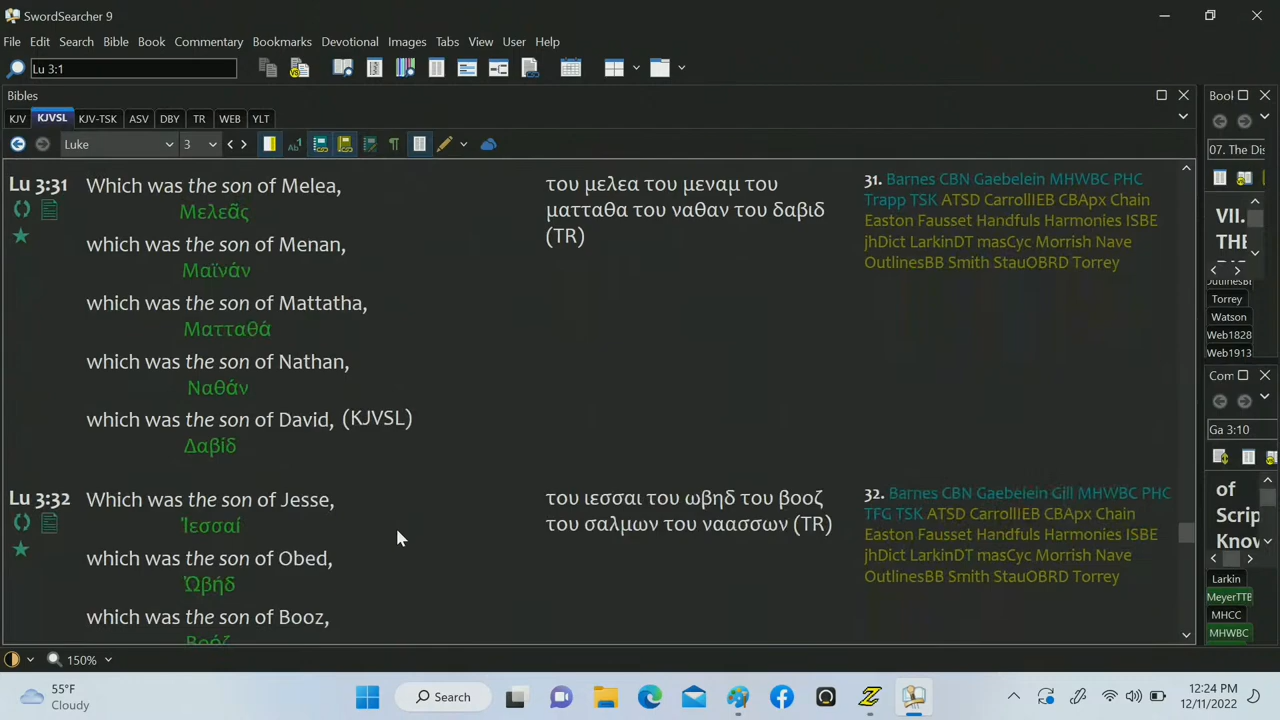 SwordSearcher 9
File Edit Search Bible Book Commentary Bookmarks Devotional Images Tabs View User Help
Lu 3:1
Bibles
KJV KJVSL KJV-TSK ASV DBY TR WEB YLT
Luke 3
Lu 3:31 Which was the son of Melea,
Μελεᾶς
which was the son of Menan,
Μαϊνάν
which was the son of Mattatha,
Ματταθά
which was the son of Nathan,
Ναθάν
which was the son of David, (KJVSL)
Δαβίδ
του μελεα του μεναμ του
ματταθα του ναθαν του δαβιδ
(TR)
31. Barnes CBN Gaebelein MHWBC PHC
Trapp TSK ATSD CarrollIEB CBApx Chain
Easton Fausset Handfuls Harmonies ISBE
jhDict LarkinDT masCyc Morrish Nave
OutlinesBB Smith StauOBRD Torrey
Lu 3:32 Which was the son of Jesse,
Ἰεσσαί
which was the son of Obed,
Ὠβήδ
which was the son of Booz,
Βοόζ
του ιεσσαι του ωβηδ του βοοζ
του σαλμων του ναασσων (TR)
32. Barnes CBN Gaebelein Gill MHWBC PHC
TFG TSK ATSD CarrollIEB CBApx Chain
Easton Fausset Handfuls Harmonies ISBE
jhDict LarkinDT masCyc Morrish Nave
OutlinesBB Smith StauOBRD Torrey
Bool
07. The Dis
VII.
THE
OutlinesB
Torrey
Watson
Web1828
Web1913
Com
Ga 3:10
of
Scrip
Knov
Larkin
MeyerTTB
MHCC
MHWBC
150%
55°F
Cloudy
Search
12:24 PM
12/11/2022